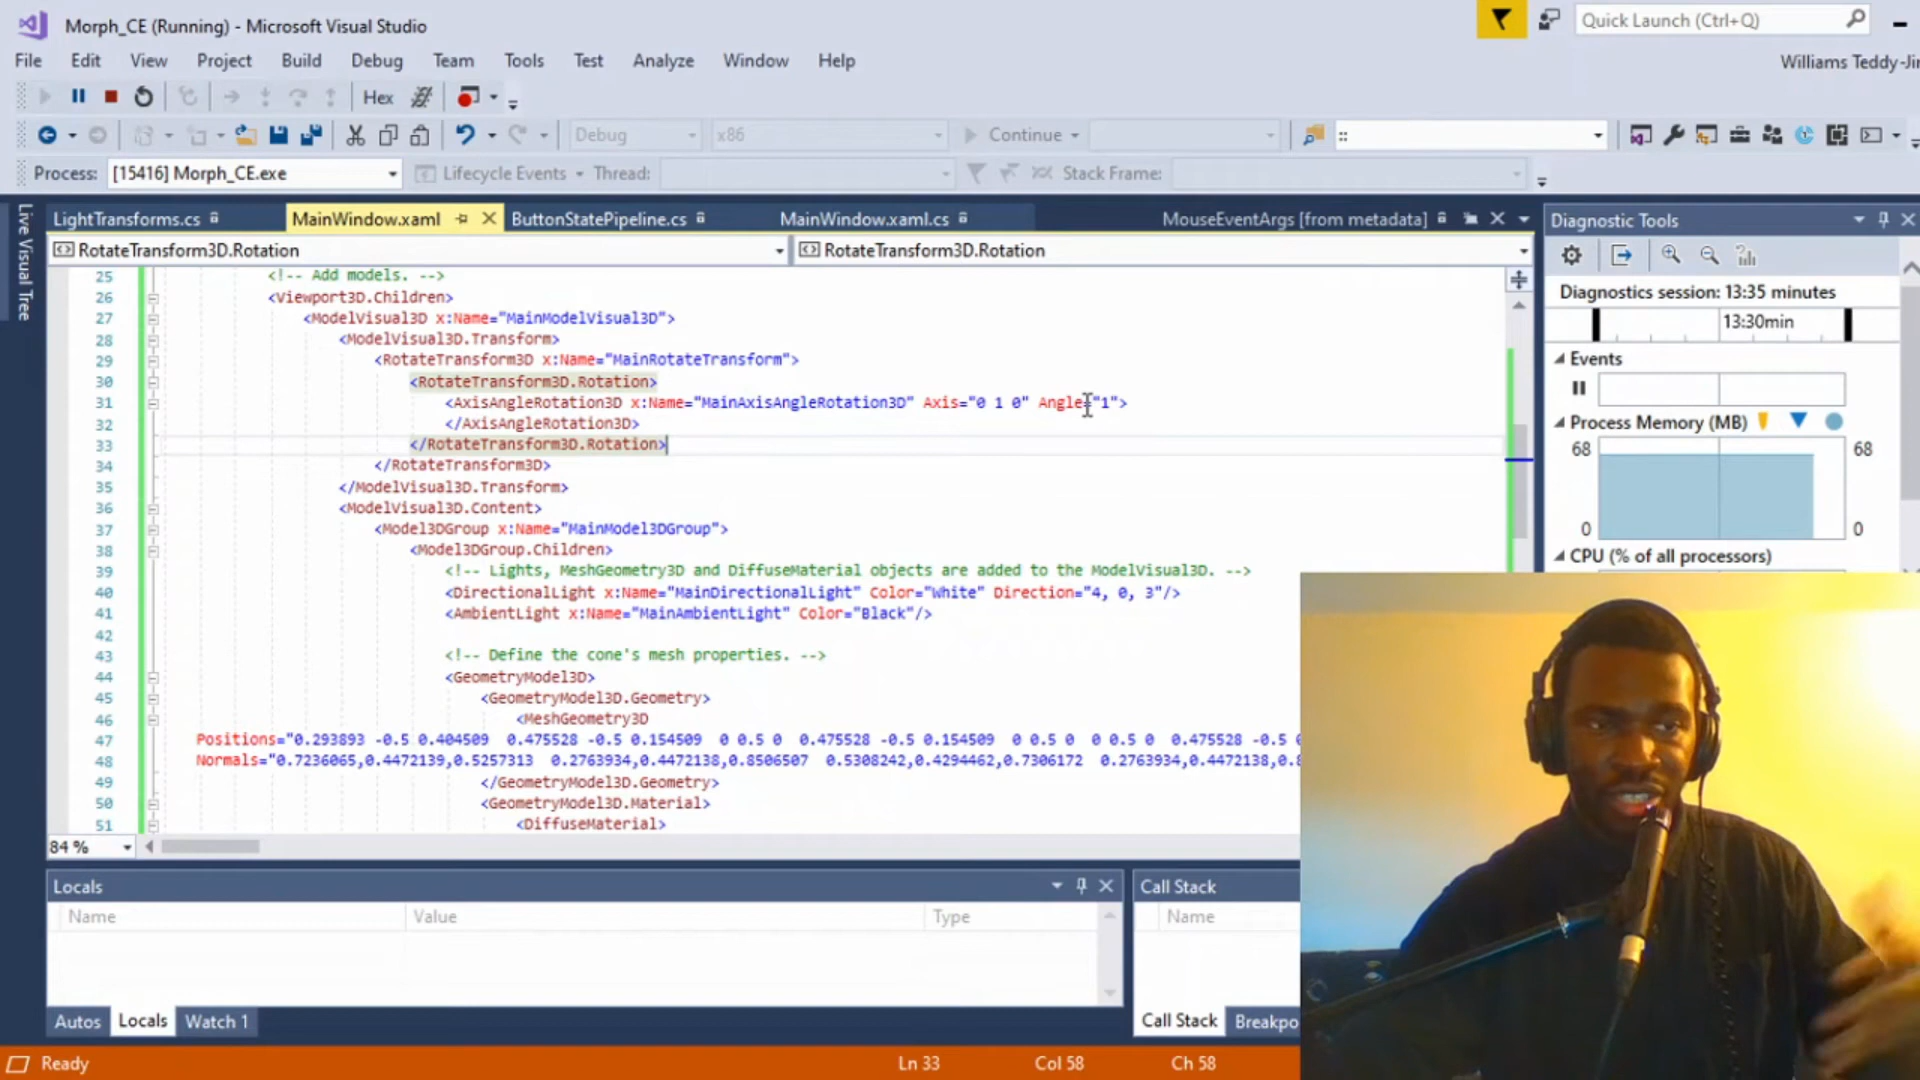 Morph_CE (Running) - Microsoft Visual Studio
Quick Launch (Ctrl+Q)
File Edit View Project Build Debug Team Tools Test Analyze Window Help
Williams Teddy-Jin
Hex
Debug x86 Continue ::
Process: [15416] Morph_CE.exe Lifecycle Events Thread: Stack Frame:
Live Visual Tree
LightTransforms.cs MainWindow.xaml ButtonStatePipeline.cs MainWindow.xaml.cs MouseEventArgs [from metadata]
RotateTransform3D.Rotation RotateTransform3D.Rotation
25 <!-- Add models. -->
26 <Viewport3D.Children>
27 <ModelVisual3D x:Name="MainModelVisual3D">
28 <ModelVisual3D.Transform>
29 <RotateTransform3D x:Name="MainRotateTransform">
30 <RotateTransform3D.Rotation>
31 <AxisAngleRotation3D x:Name="MainAxisAngleRotation3D" Axis="0 1 0" Angle="1">
32 </AxisAngleRotation3D>
33 </RotateTransform3D.Rotation>
34 </RotateTransform3D>
35 </ModelVisual3D.Transform>
36 <ModelVisual3D.Content>
37 <Model3DGroup x:Name="MainModel3DGroup">
38 <Model3DGroup.Children>
39 <!-- Lights, MeshGeometry3D and DiffuseMaterial objects are added to the ModelVisual3D. -->
40 <DirectionalLight x:Name="MainDirectionalLight" Color="White" Direction="4, 0, 3"/>
41 <AmbientLight x:Name="MainAmbientLight" Color="Black"/>
42
43 <!-- Define the cone's mesh properties. -->
44 <GeometryModel3D>
45 <GeometryModel3D.Geometry>
46 <MeshGeometry3D
47 Positions="0.293893 -0.5 0.404509 0.475528 -0.5 0.154509 0 0.5 0 0.475528 -0.5 0.154509 0 0.5 0 0 0.5 0 0.475528 -0.5 0
48 Normals="0.7236065,0.4472139,0.5257313 0.2763934,0.4472138,0.8506507 0.5308242,0.4294462,0.7306172 0.2763934,0.4472138,0.8
49 </GeometryModel3D.Geometry>
50 <GeometryModel3D.Material>
51 <DiffuseMaterial>
84 %
Diagnostic Tools
Diagnostics session: 13:35 minutes
13:30min
Events
Process Memory (MB)
68 68
0 0
CPU (% of all processors)
Locals
Name Value Type
Call Stack
Name
Autos Locals Watch 1
Call Stack Breakpo
Ready Ln 33 Col 58 Ch 58